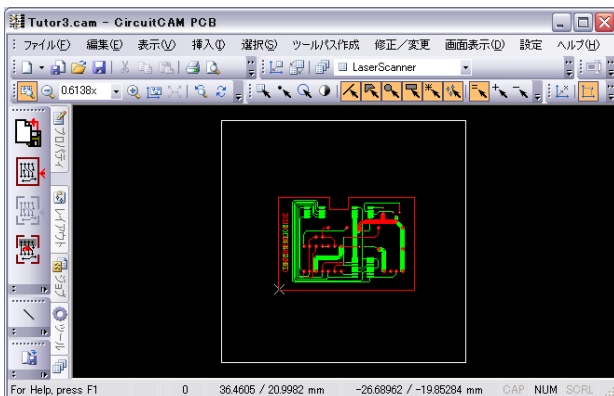 Tutor3.cam - CircuitCAM PCB
ファイル(F) 編集(E) 表示(V) 挿入(I) 選択(S) ツールパス作成 修正／変更 画面表示(D) 設定 ヘルプ(H)
LaserScanner
0.6138x
プロパティ
レイアウト
ジョブ
ツール
For Help, press F1 0 36.4605 / 20.9982 mm -26.68962 / -19.85284 mm CAP NUM SCRL